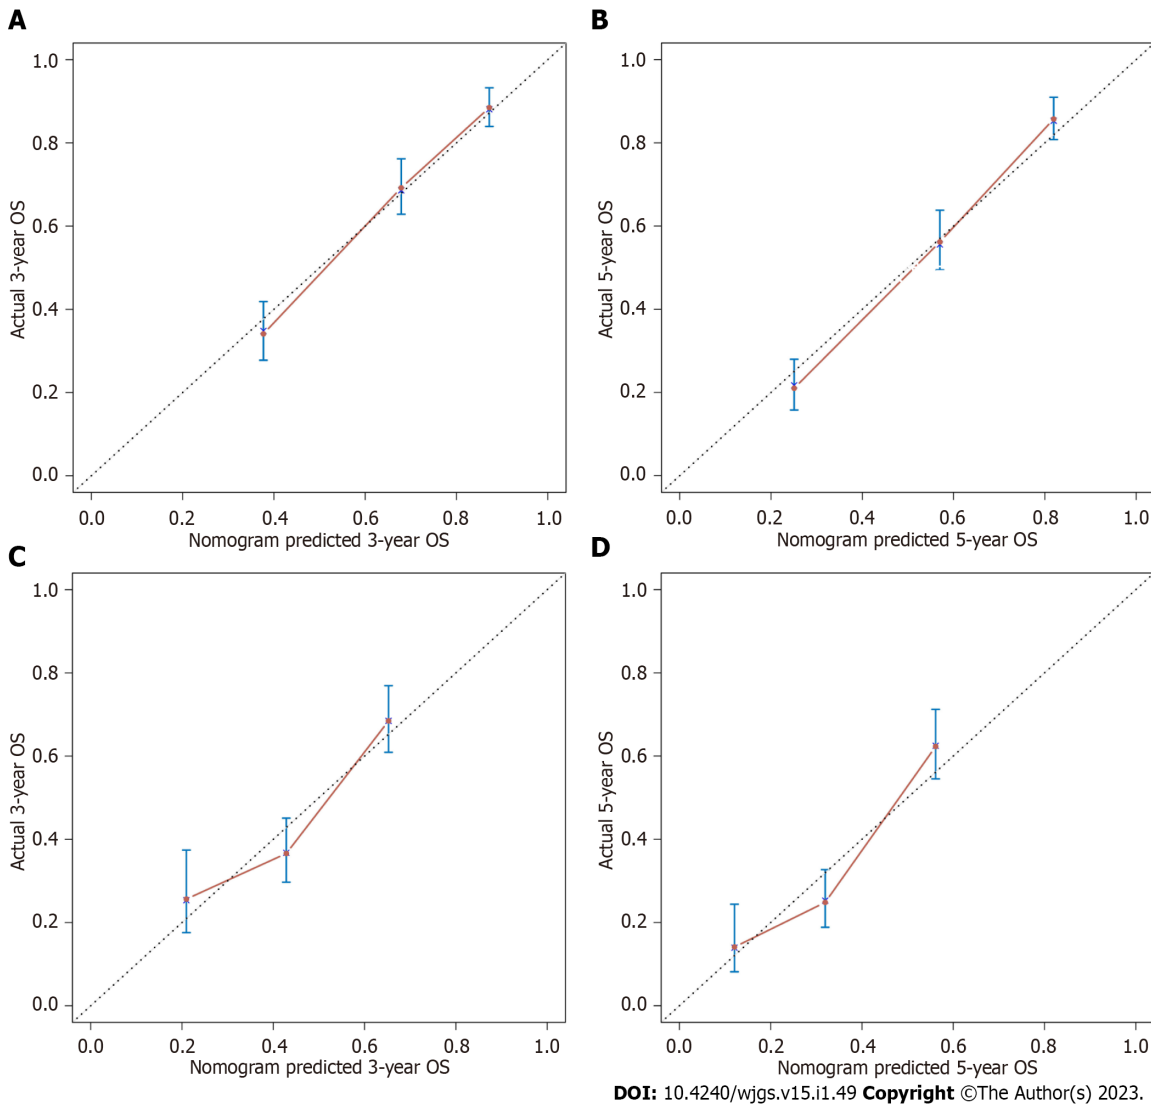 A
1.0
0.8
0.6
0.4
0.2
0.0
Actual 3-year OS
0.0 0.2 0.4 0.6 0.8 1.0
Nomogram predicted 3-year OS
B
1.0
0.8
0.6
0.4
0.2
0.0
Actual 5-year OS
0.0 0.2 0.4 0.6 0.8 1.0
Nomogram predicted 5-year OS
C
1.0
0.8
0.6
0.4
0.2
0.0
Actual 3-year OS
0.0 0.2 0.4 0.6 0.8 1.0
Nomogram predicted 3-year OS
D
1.0
0.8
0.6
0.4
0.2
0.0
Actual 5-year OS
0.0 0.2 0.4 0.6 0.8 1.0
Nomogram predicted 5-year OS
DOI: 10.4240/wjgs.v15.i1.49 Copyright ©The Author(s) 2023.